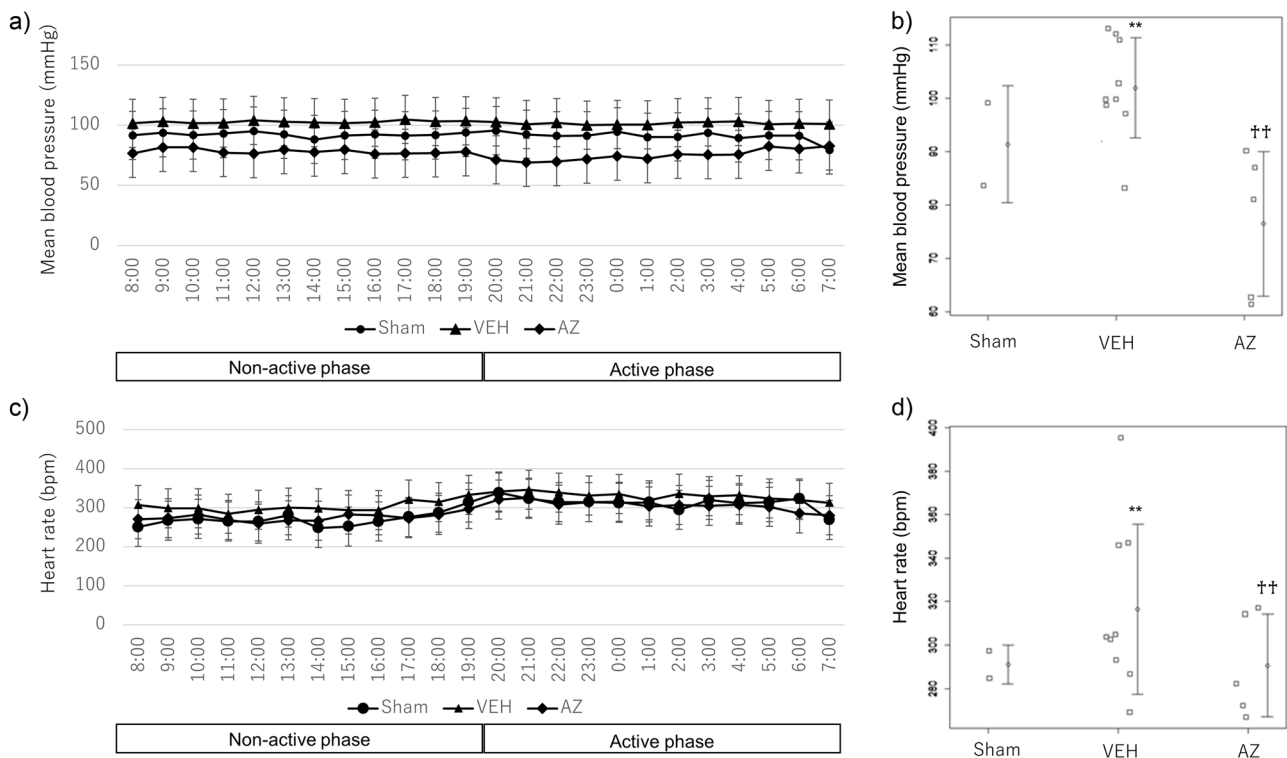 a)
Mean blood pressure (mmHg)
150
100
50
0
8:00 9:00 10:00 11:00 12:00 13:00 14:00 15:00 16:00 17:00 18:00 19:00 20:00 21:00 22:00 23:00 0:00 1:00 2:00 3:00 4:00 5:00 6:00 7:00
Sham VEH AZ
Non-active phase Active phase
b)
Mean blood pressure (mmHg)
110
100
90
80
70
60
**
††
Sham VEH AZ
c)
Heart rate (bpm)
500
400
300
200
100
0
8:00 9:00 10:00 11:00 12:00 13:00 14:00 15:00 16:00 17:00 18:00 19:00 20:00 21:00 22:00 23:00 0:00 1:00 2:00 3:00 4:00 5:00 6:00 7:00
Sham VEH AZ
Non-active phase Active phase
d)
Heart rate (bpm)
400
380
360
340
320
300
280
**
††
Sham VEH AZ